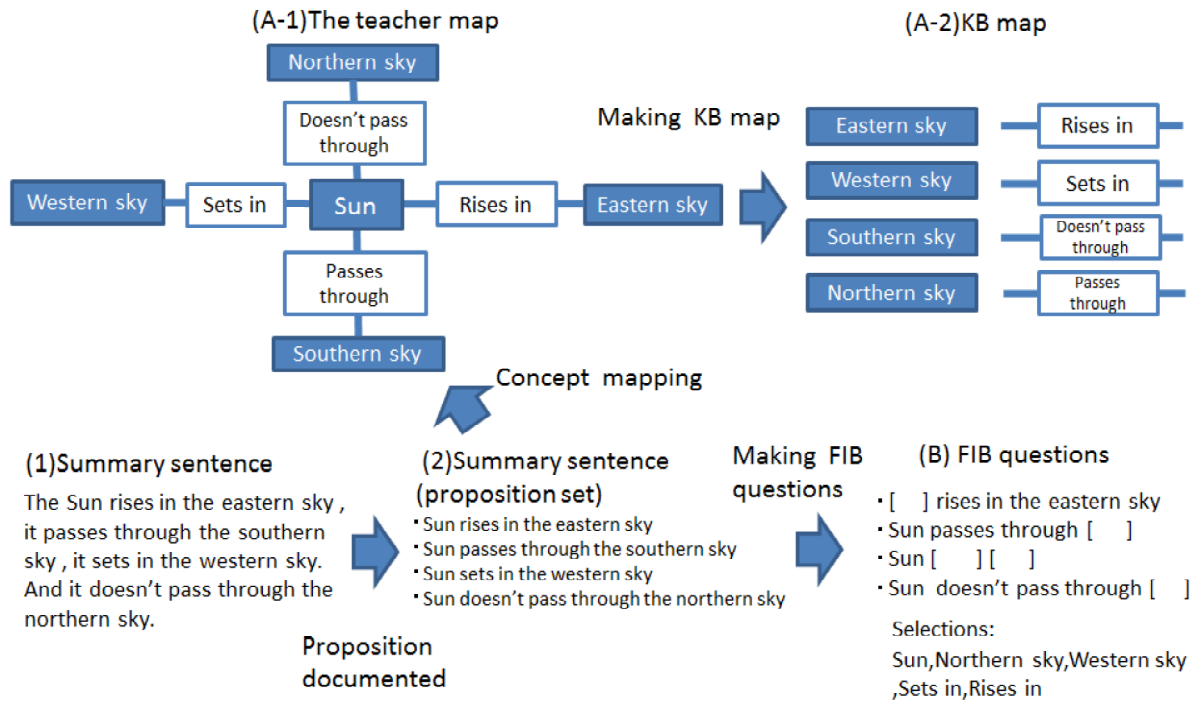 (A-1)The teacher map
(A-2)KB map
Northern sky
Doesn't pass
through
Western sky
Sets in
Sun
Rises in
Eastern sky
Passes
through
Southern sky
Making KB map
Eastern sky
Rises in
Western sky
Sets in
Southern sky
Doesn't pass
through
Northern sky
Passes
through
Concept mapping
(1)Summary sentence
The Sun rises in the eastern sky ,
it passes through the southern
sky , it sets in the western sky.
And it doesn't pass through the
northern sky.
Proposition
documented
(2)Summary sentence
(proposition set)
・Sun rises in the eastern sky
・Sun passes through the southern sky
・Sun sets in the western sky
・Sun doesn't pass through the northern sky
Making FIB
questions
(B) FIB questions
・[ ] rises in the eastern sky
・Sun passes through [ ]
・Sun [ ] [ ]
・Sun doesn't pass through [ ]
Selections:
Sun,Northern sky,Western sky
,Sets in,Rises in